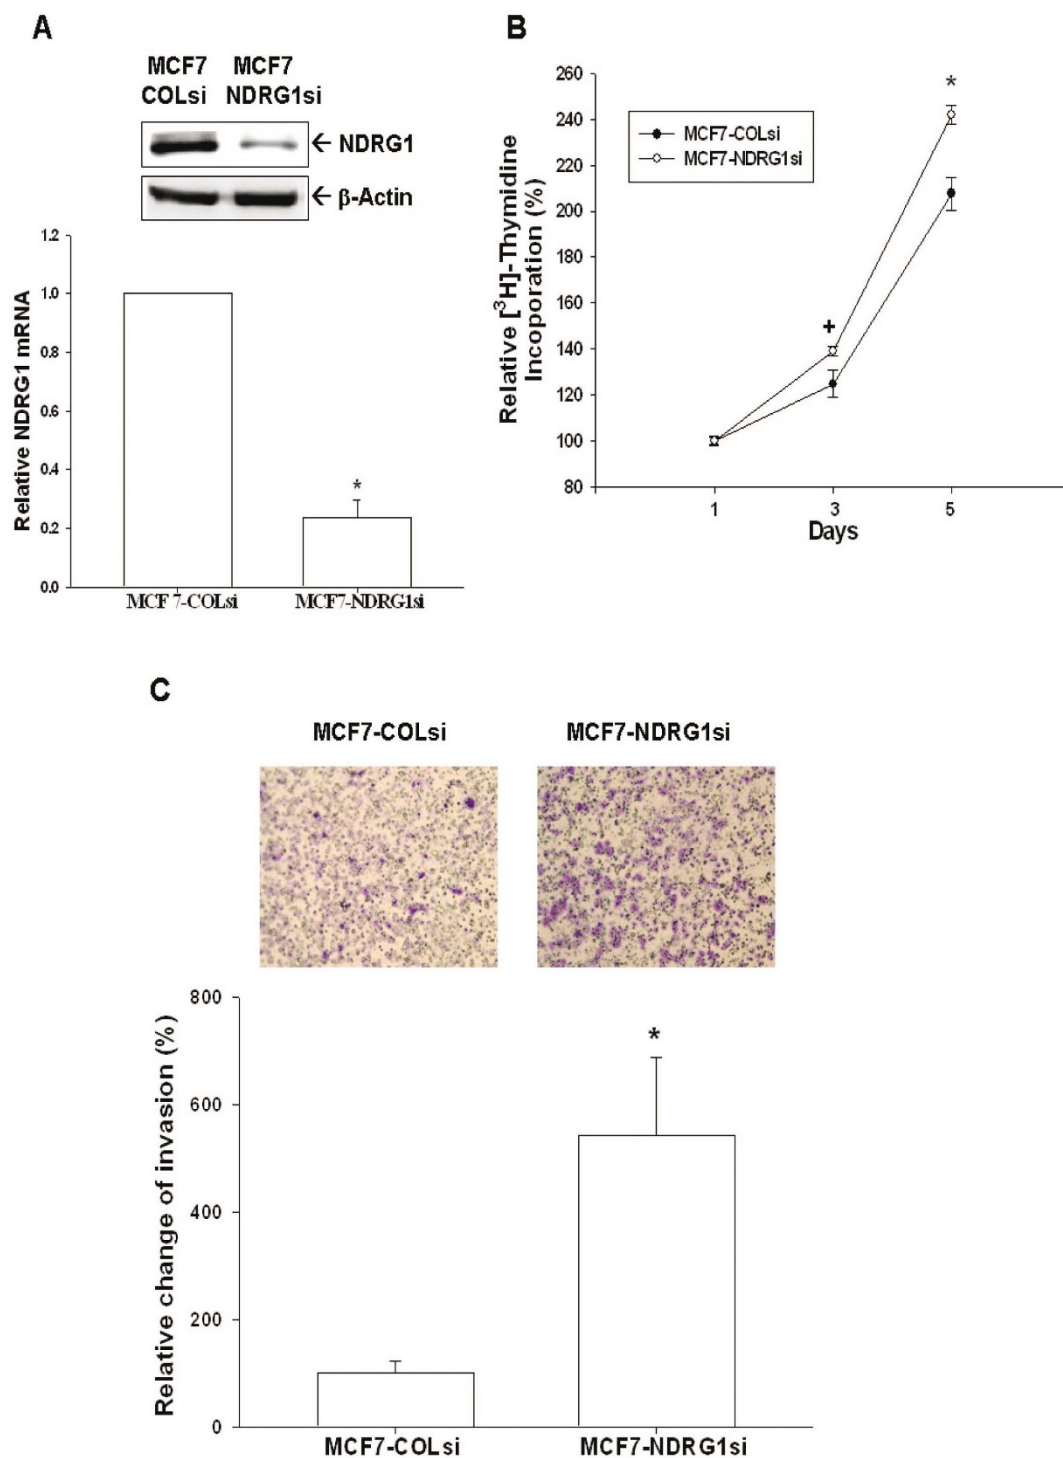 A
MCF7 MCF7
COLsi NDRG1si
← NDRG1
← β-Actin
Relative NDRG1 mRNA
1.2
1.0
0.8
0.6
0.4
0.2
0.0
*
MCF 7-COLsi MCF7-NDRG1si
B
Relative [³H]-Thymidine
Incoporation (%)
260
240
220
200
180
160
140
120
100
80
MCF7-COLsi
MCF7-NDRG1si
+
*
1 3 5
Days
C
MCF7-COLsi MCF7-NDRG1si
Relative change of invasion (%)
800
600
400
200
0
*
MCF7-COLsi MCF7-NDRG1si